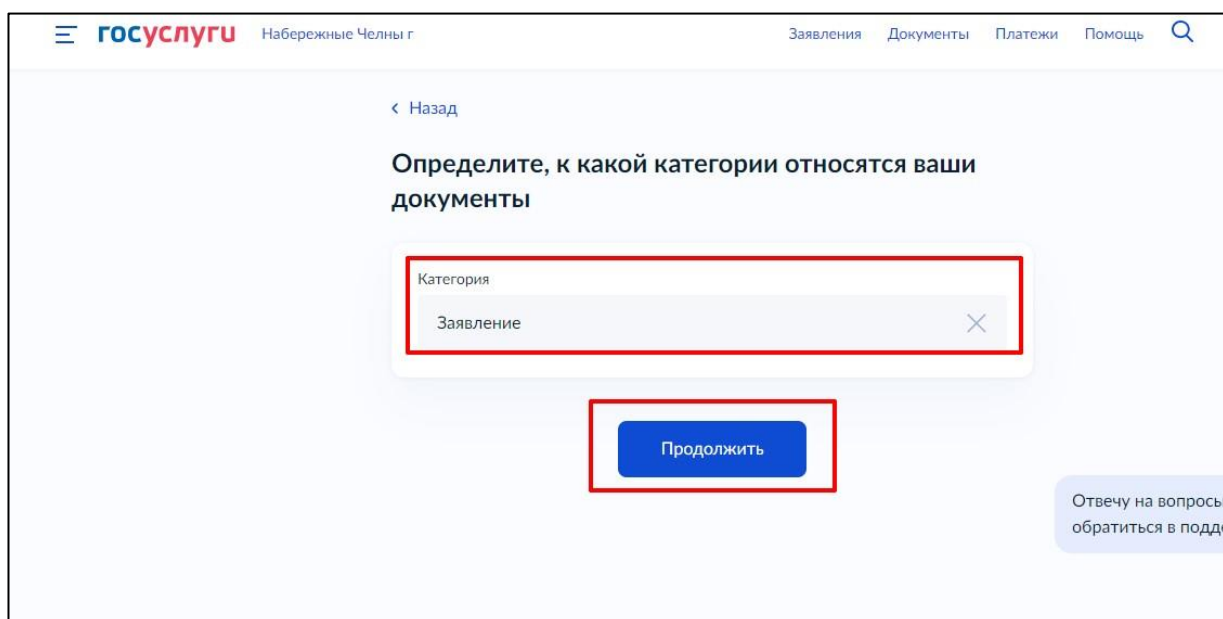 госуслуги Набережные Челны г Заявления Документы Платежи Помощь
Назад
Определите, к какой категории относятся ваши
документы
Категория
Заявление
Продолжить
Отвечу на вопросы
обратиться в